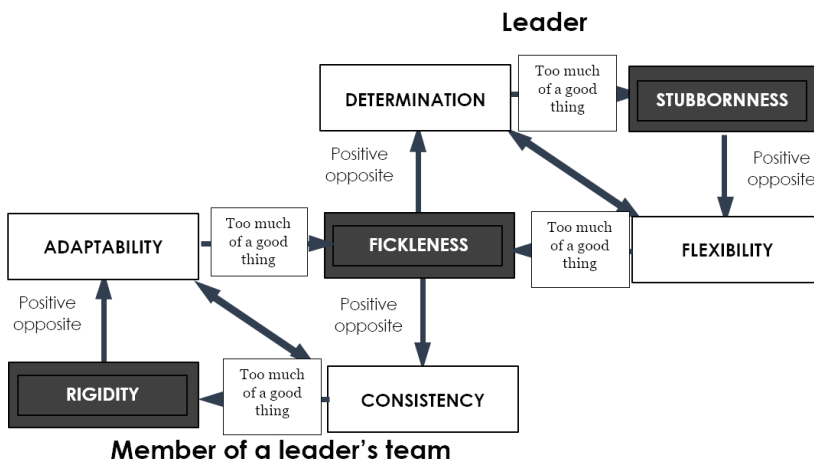 Leader
DETERMINATION
Too much
of a good
thing
STUBBORNNESS
Positive
opposite
Positive
opposite
ADAPTABILITY
Too much
of a good
thing
FICKLENESS
Too much
of a good
thing
FLEXIBILITY
Positive
opposite
Positive
opposite
RIGIDITY
Too much
of a good
thing
CONSISTENCY
Member of a leader's team